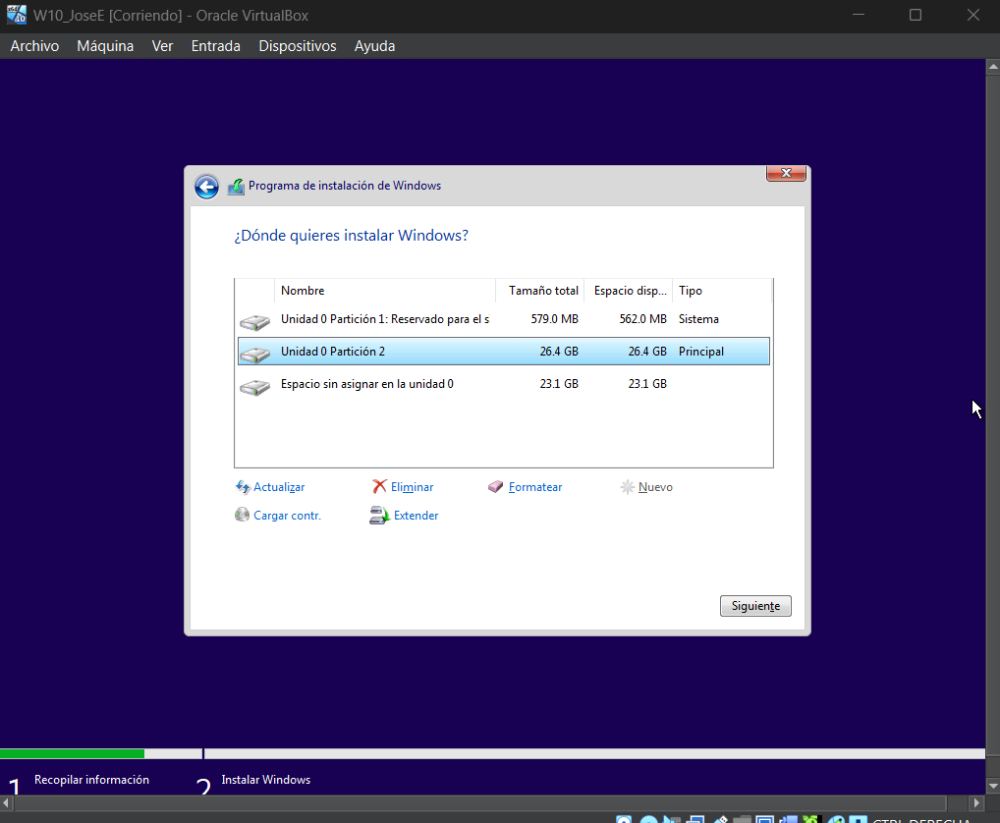 W10_JoseE [Corriendo] - Oracle VirtualBox
Archivo Máquina Ver Entrada Dispositivos Ayuda
Programa de instalación de Windows
¿Dónde quieres instalar Windows?
Nombre Tamaño total Espacio disp... Tipo
Unidad 0 Partición 1: Reservado para el s 579.0 MB 562.0 MB Sistema
Unidad 0 Partición 2 26.4 GB 26.4 GB Principal
Espacio sin asignar en la unidad 0 23.1 GB 23.1 GB
Actualizar Eliminar Formatear Nuevo
Cargar contr. Extender
Siguiente
1 Recopilar información 2 Instalar Windows
CTRL DERECHA